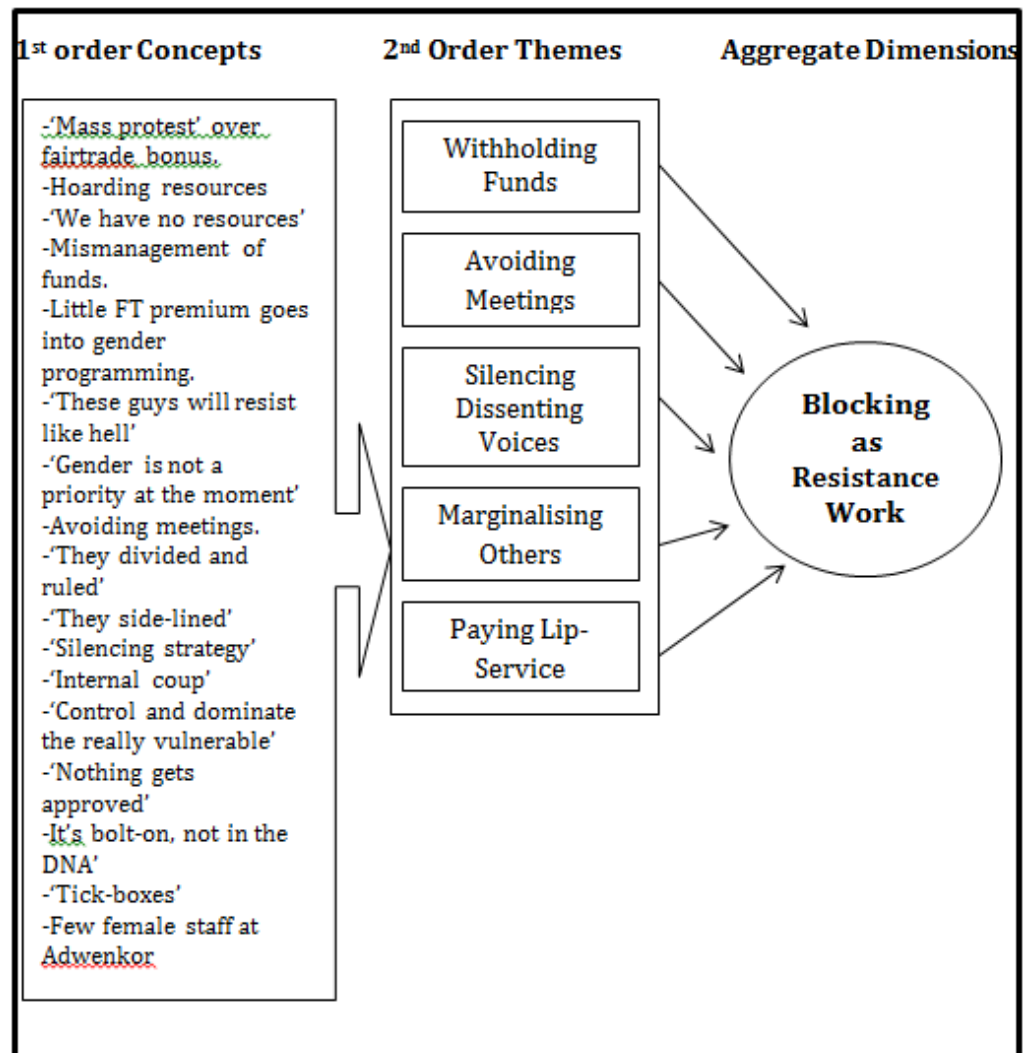 1st order Concepts
2nd Order Themes
Aggregate Dimensions
-‘Mass protest’ over
fairtrade bonus.
-Hoarding resources
-‘We have no resources’
-Mismanagement of
funds.
-Little FT premium goes
into gender
programming.
-‘These guys will resist
like hell’
-‘Gender is not a
priority at the moment’
-Avoiding meetings.
-‘They divided and
ruled’
-‘They side-lined’
-‘Silencing strategy’
-‘Internal coup’
-‘Control and dominate
the really vulnerable’
-‘Nothing gets
approved’
-It’s bolt-on, not in the
DNA’
-‘Tick-boxes’
-Few female staff at
Adwenkor
Withholding
Funds
Avoiding
Meetings
Silencing
Dissenting
Voices
Marginalising
Others
Paying Lip-
Service
Blocking
as
Resistance
Work